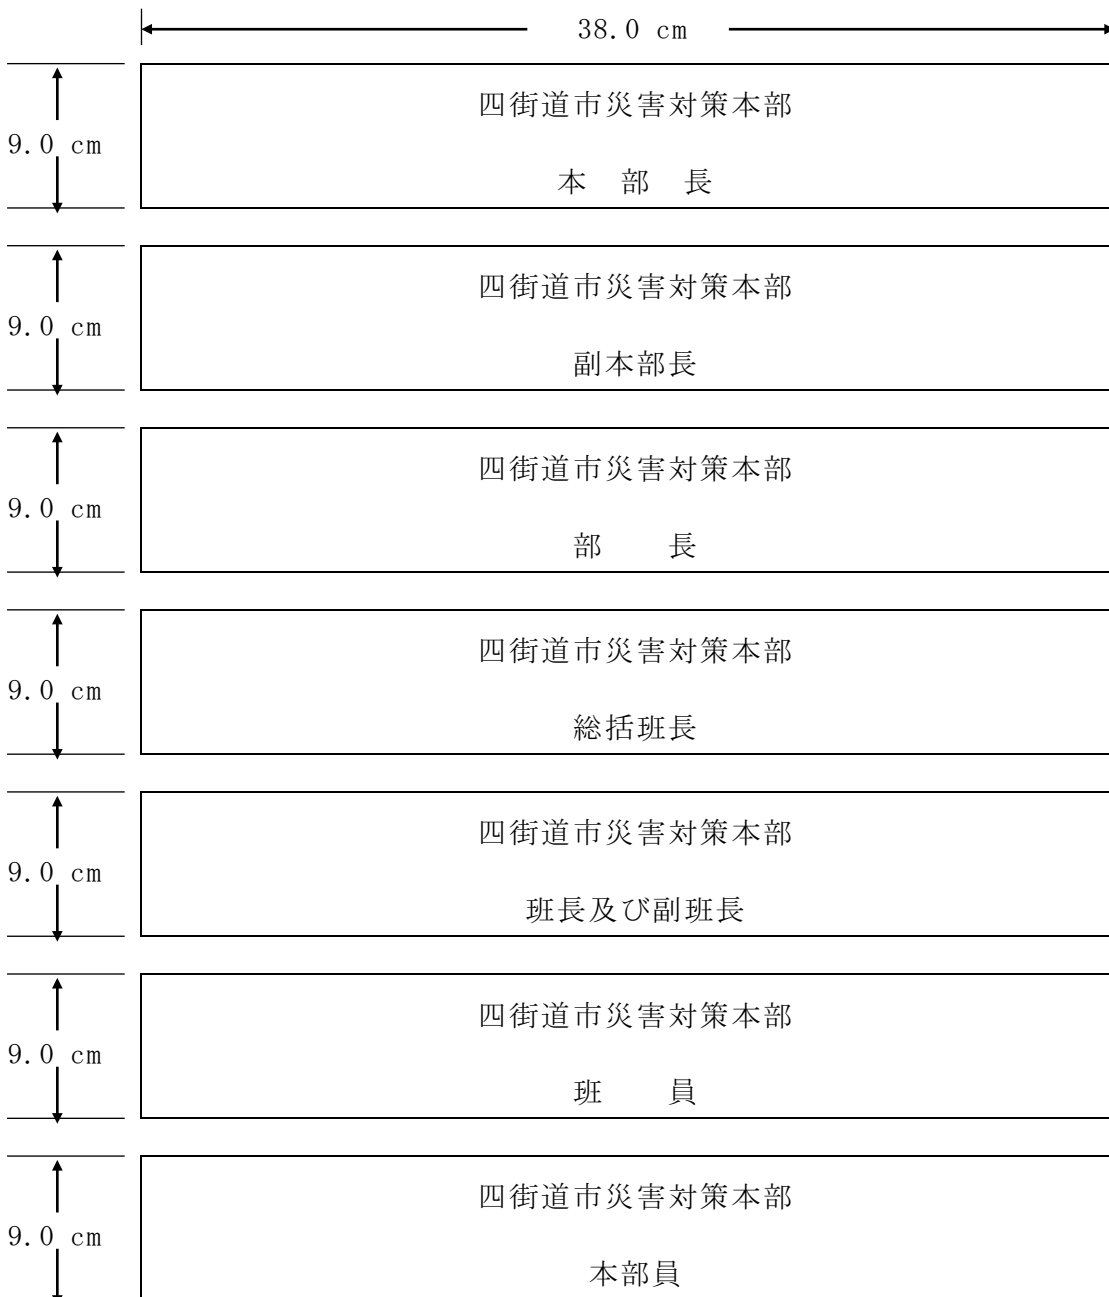 38.0 cm
四街道市災害対策本部
9.0 cm
本　部　長
四街道市災害対策本部
9.0 cm
副本部長
四街道市災害対策本部
9.0 cm
部　　長
四街道市災害対策本部
9.0 cm
総括班長
四街道市災害対策本部
9.0 cm
班長及び副班長
四街道市災害対策本部
9.0 cm
班　　員
四街道市災害対策本部
9.0 cm
本部員